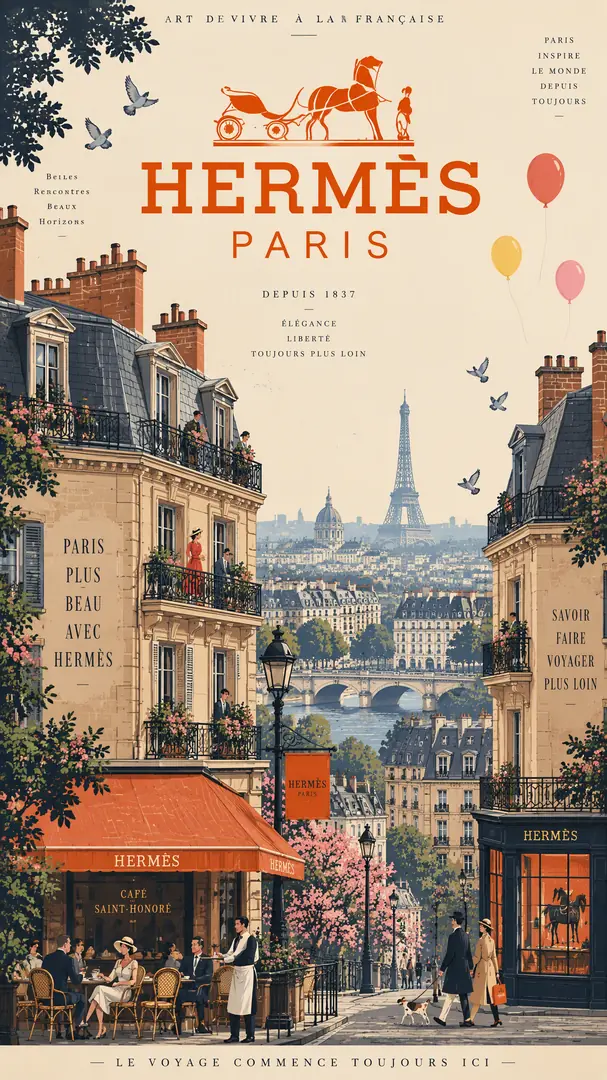 ART DE VIVRE À LA FRANÇAISE
PARIS
INSPIRE
LE MONDE
DEPUIS
TOUJOURS
Belles
Rencontres
Beaux
Horizons
HERMÈS
PARIS
DEPUIS 1837
ÉLÉGANCE
LIBERTÉ
TOUJOURS PLUS LOIN
PARIS
PLUS
BEAU
AVEC
HERMÈS
SAVOIR
FAIRE
VOYAGER
PLUS LOIN
HERMÈS
PARIS
HERMÈS
HERMÈS
HERMÈS
CAFÉ
SAINT-HONORÉ
LE VOYAGE COMMENCE TOUJOURS ICI